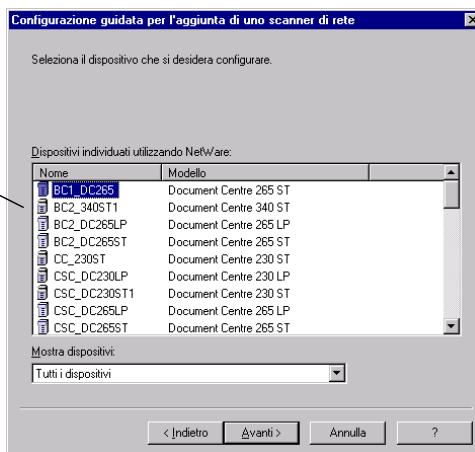 Configurazione guidata per l'aggiunta di uno scanner di rete
Seleziona il dispositivo che si desidera configurare.
Dispositivi individuati utilizzando NetWare:
Nome Modello
BC1_DC265 Document Centre 265 ST
BC2_340ST1 Document Centre 340 ST
BC2_DC265LP Document Centre 265 LP
BC2_DC265ST Document Centre 265 ST
CC_230ST Document Centre 230 ST
CSC_DC230LP Document Centre 230 LP
CSC_DC230ST1 Document Centre 230 ST
CSC_DC265LP Document Centre 265 LP
CSC_DC265ST Document Centre 265 ST
Mostra dispositivi:
Tutti i dispositivi
< Indietro Avanti > Annulla ?